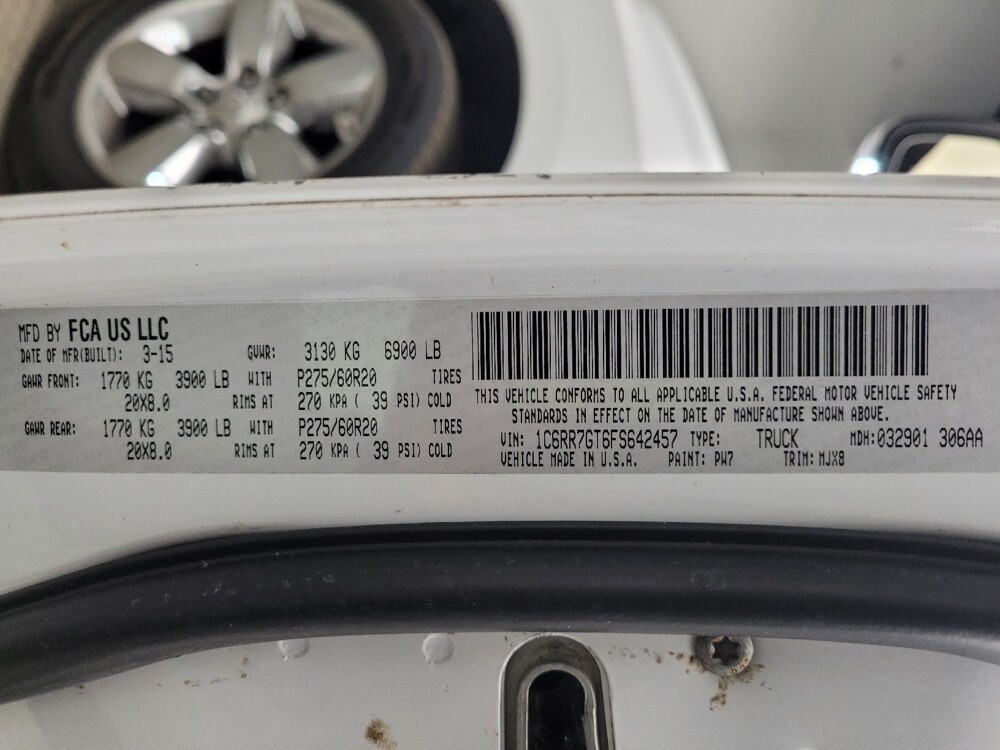 MFD BY FCA US LLC
DATE OF MFR(BUILT): 3-15 GVWR: 3130 KG 6900 LB
GAWR FRONT: 1770 KG 3900 LB WITH P275/60R20 TIRES
20X8.0 RIMS AT 270 KPA ( 39 PSI) COLD
GAWR REAR: 1770 KG 3900 LB WITH P275/60R20 TIRES
20X8.0 RIMS AT 270 KPA ( 39 PSI) COLD
THIS VEHICLE CONFORMS TO ALL APPLICABLE U.S.A. FEDERAL MOTOR VEHICLE SAFETY
STANDARDS IN EFFECT ON THE DATE OF MANUFACTURE SHOWN ABOVE.
VIN: 1C6RR7GT6FS642457 TYPE: TRUCK MDH:032901 306AA
VEHICLE MADE IN U.S.A. PAINT: PW7 TRIM: MJX8